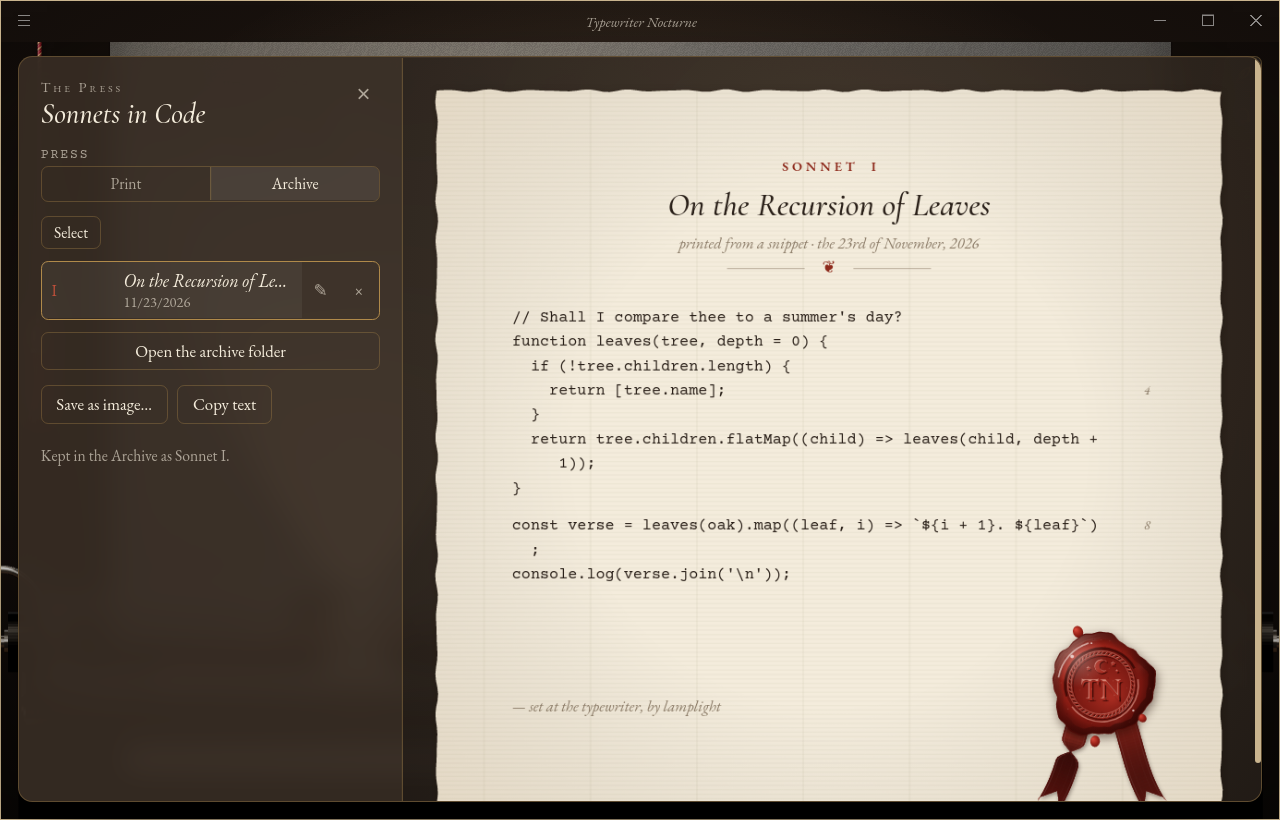 Typewriter Nocturne
The Press
Sonnets in Code
PRESS
Print
Archive
Select
I
On the Recursion of Le...
11/23/2026
Open the archive folder
Save as image...
Copy text
Kept in the Archive as Sonnet I.
SONNET I
On the Recursion of Leaves
printed from a snippet · the 23rd of November, 2026
// Shall I compare thee to a summer's day?
function leaves(tree, depth = 0) {
  if (!tree.children.length) {
    return [tree.name]; 4
  }
  return tree.children.flatMap((child) => leaves(child, depth +
     1));
}
const verse = leaves(oak).map((leaf, i) => `${i + 1}. ${leaf}`) 8
  ;
console.log(verse.join('\n'));
TN
— set at the typewriter, by lamplight